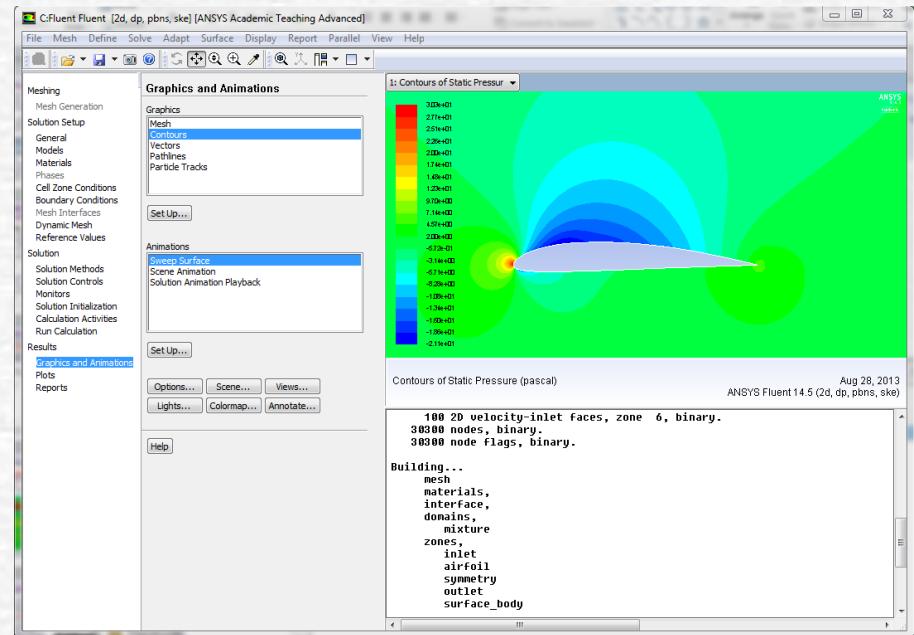 C:Fluent Fluent [2d, dp, pbns, ske] [ANSYS Academic Teaching Advanced]
File Mesh Define Solve Adapt Surface Display Report Parallel View Help
Meshing
Mesh Generation
Solution Setup
General
Models
Materials
Phases
Cell Zone Conditions
Boundary Conditions
Mesh Interfaces
Dynamic Mesh
Reference Values
Solution
Solution Methods
Solution Controls
Monitors
Solution Initialization
Calculation Activities
Run Calculation
Results
Graphics and Animations
Plots
Reports
Graphics and Animations
Graphics
Mesh
Contours
Vectors
Pathlines
Particle Tracks
Set Up...
Animations
Sweep Surface
Scene Animation
Solution Animation Playback
Set Up...
Options... Scene... Views...
Lights... Colormap... Annotate...
Help
1: Contours of Static Pressur
ANSYS
3.03e+01
2.77e+01
2.51e+01
2.26e+01
2.00e+01
1.74e+01
1.48e+01
1.23e+01
9.70e+00
7.14e+00
4.57e+00
2.00e+00
-5.72e-01
-3.14e+00
-5.71e+00
-8.28e+00
-1.08e+01
-1.34e+01
-1.60e+01
-1.86e+01
-2.11e+01
Contours of Static Pressure (pascal)
Aug 28, 2013
ANSYS Fluent 14.5 (2d, dp, pbns, ske)
100 2D velocity-inlet faces, zone 6, binary.
30300 nodes, binary.
30300 node flags, binary.
Building...
mesh
materials,
interface,
domains,
mixture
zones,
inlet
airfoil
symmetry
outlet
surface_body